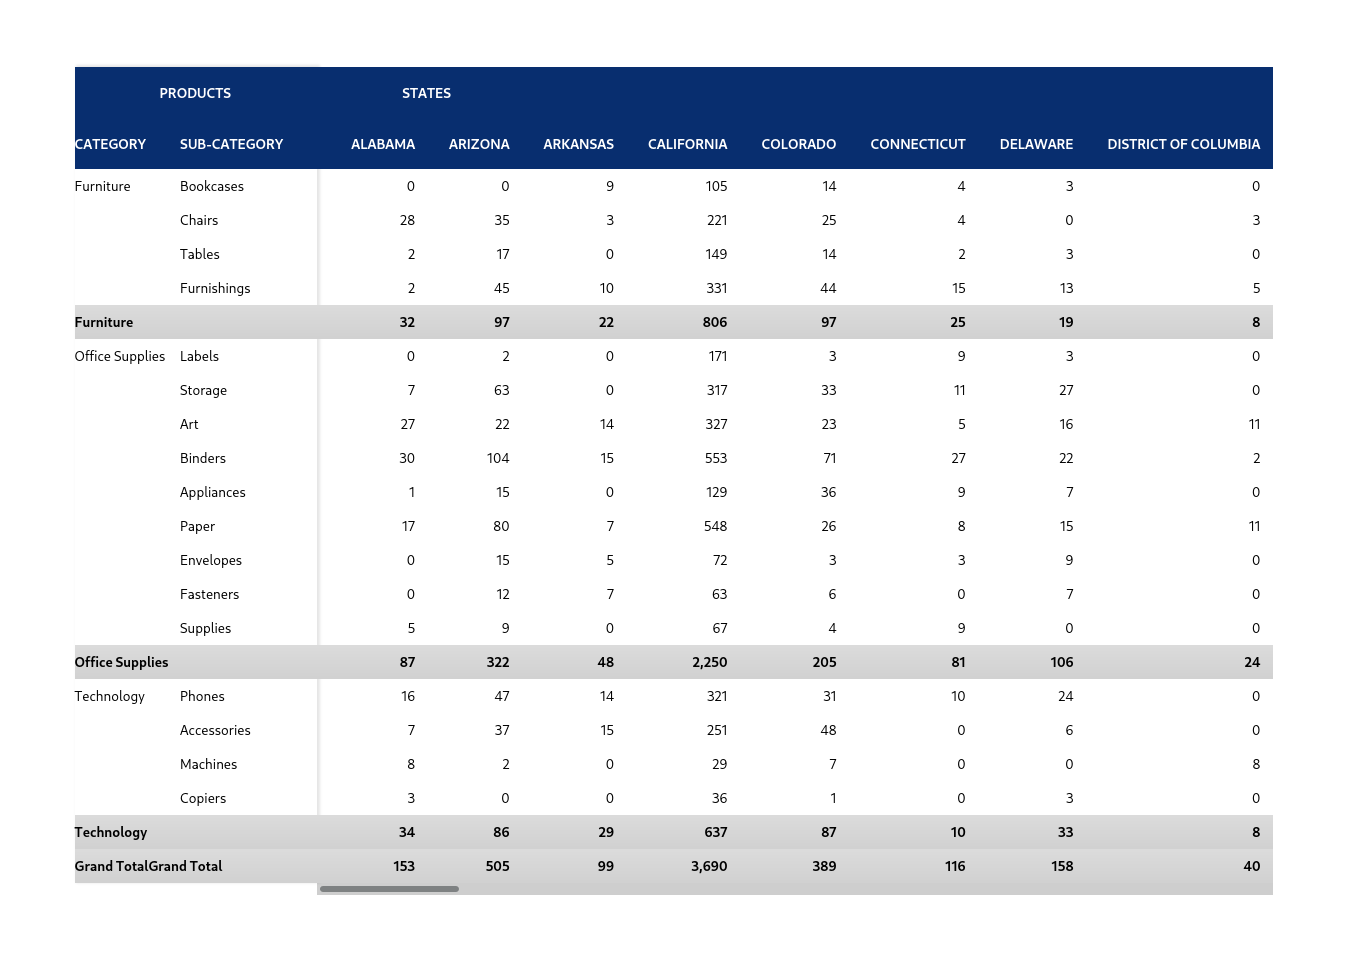 PRODUCTS STATES
CATEGORY SUB-CATEGORY ALABAMA ARIZONA ARKANSAS CALIFORNIA COLORADO CONNECTICUT DELAWARE DISTRICT OF COLUMBIA
Furniture Bookcases 0 0 9 105 14 4 3 0
Chairs 28 35 3 221 25 4 0 3
Tables 2 17 0 149 14 2 3 0
Furnishings 2 45 10 331 44 15 13 5
Furniture 32 97 22 806 97 25 19 8
Office Supplies Labels 0 2 0 171 3 9 3 0
Storage 7 63 0 317 33 11 27 0
Art 27 22 14 327 23 5 16 11
Binders 30 104 15 553 71 27 22 2
Appliances 1 15 0 129 36 9 7 0
Paper 17 80 7 548 26 8 15 11
Envelopes 0 15 5 72 3 3 9 0
Fasteners 0 12 7 63 6 0 7 0
Supplies 5 9 0 67 4 9 0 0
Office Supplies 87 322 48 2,250 205 81 106 24
Technology Phones 16 47 14 321 31 10 24 0
Accessories 7 37 15 251 48 0 6 0
Machines 8 2 0 29 7 0 0 8
Copiers 3 0 0 36 1 0 3 0
Technology 34 86 29 637 87 10 33 8
Grand TotalGrand Total 153 505 99 3,690 389 116 158 40